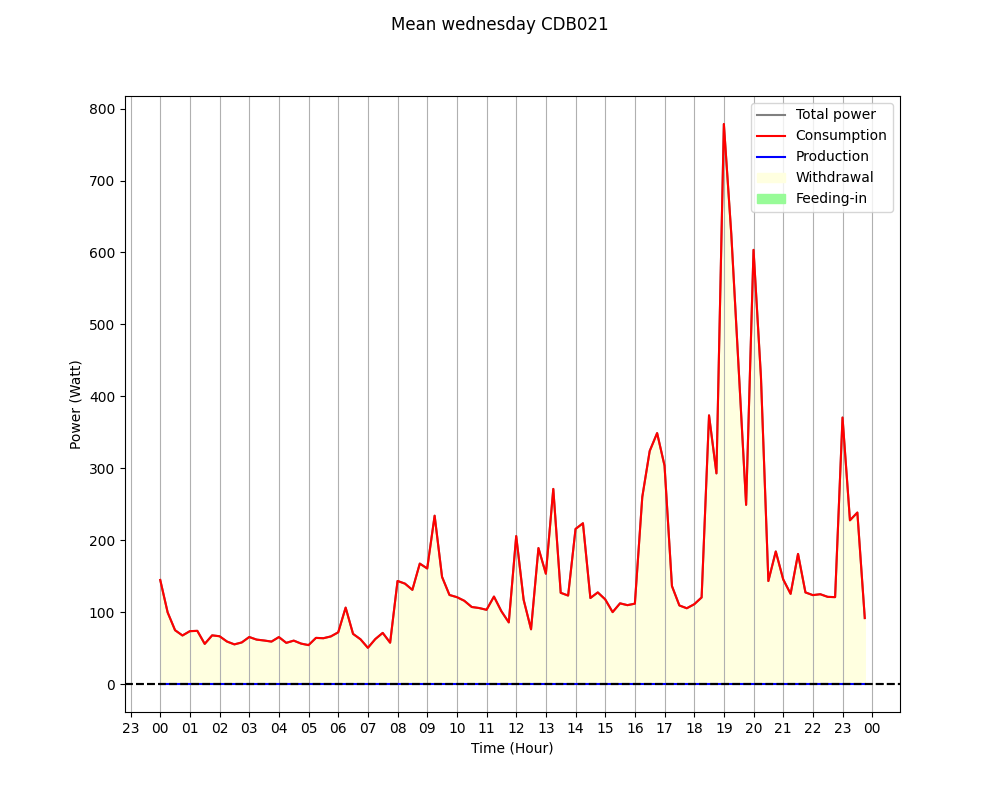 Mean wednesday CDB021
Total power
Consumption
Production
Withdrawal
Feeding-in
800
700
600
500
400
300
200
100
0
Power (Watt)
23 00 01 02 03 04 05 06 07 08 09 10 11 12 13 14 15 16 17 18 19 20 21 22 23 00
Time (Hour)